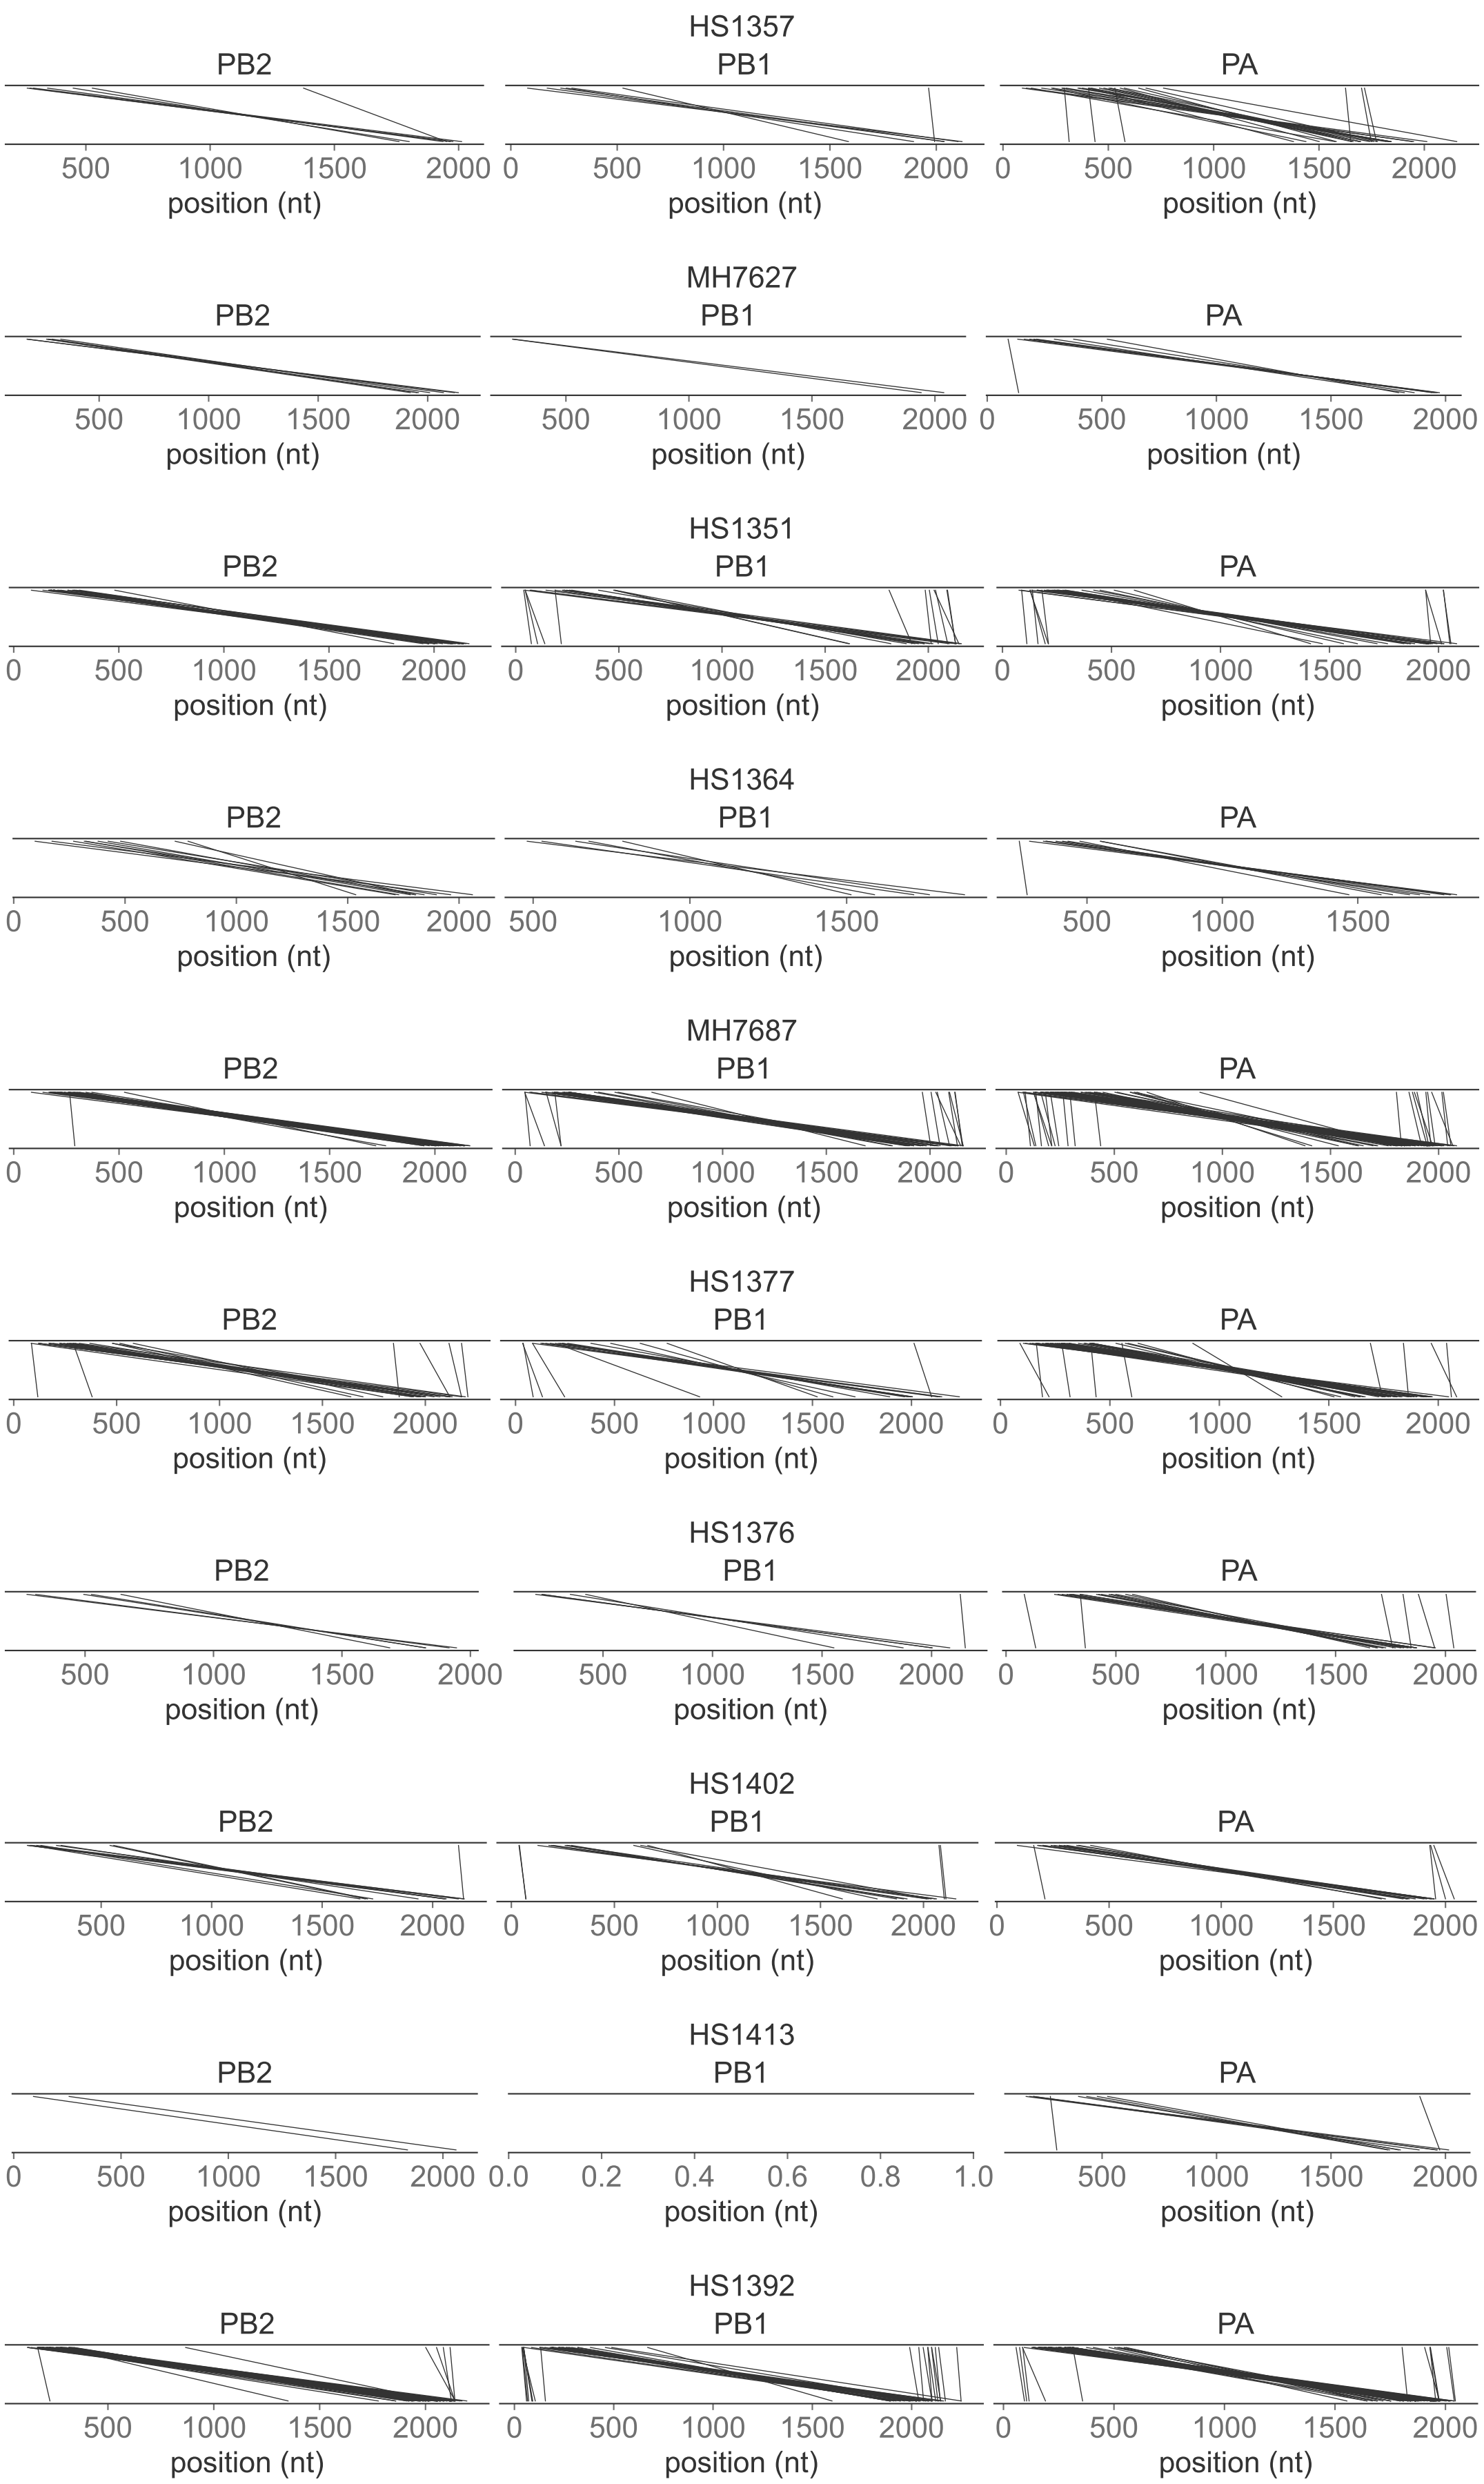 HS1357
PB2 PB1 PA
500 1000 1500 2000 0 500 1000 1500 2000 0 500 1000 1500 2000
position (nt) position (nt) position (nt)
MH7627
PB2 PB1 PA
500 1000 1500 2000 500 1000 1500 2000 0 500 1000 1500 2000
position (nt) position (nt) position (nt)
HS1351
PB2 PB1 PA
0 500 1000 1500 2000 0 500 1000 1500 2000 0 500 1000 1500 2000
position (nt) position (nt) position (nt)
HS1364
PB2 PB1 PA
0 500 1000 1500 2000 500 1000 1500 500 1000 1500
position (nt) position (nt) position (nt)
MH7687
PB2 PB1 PA
0 500 1000 1500 2000 0 500 1000 1500 2000 0 500 1000 1500 2000
position (nt) position (nt) position (nt)
HS1377
PB2 PB1 PA
0 500 1000 1500 2000 0 500 1000 1500 2000 0 500 1000 1500 2000
position (nt) position (nt) position (nt)
HS1376
PB2 PB1 PA
500 1000 1500 2000 500 1000 1500 2000 0 500 1000 1500 2000
position (nt) position (nt) position (nt)
HS1402
PB2 PB1 PA
500 1000 1500 2000 0 500 1000 1500 2000 0 500 1000 1500 2000
position (nt) position (nt) position (nt)
HS1413
PB2 PB1 PA
0 500 1000 1500 2000 0.0 0.2 0.4 0.6 0.8 1.0 500 1000 1500 2000
position (nt) position (nt) position (nt)
HS1392
PB2 PB1 PA
500 1000 1500 2000 0 500 1000 1500 2000 0 500 1000 1500 2000
position (nt) position (nt) position (nt)